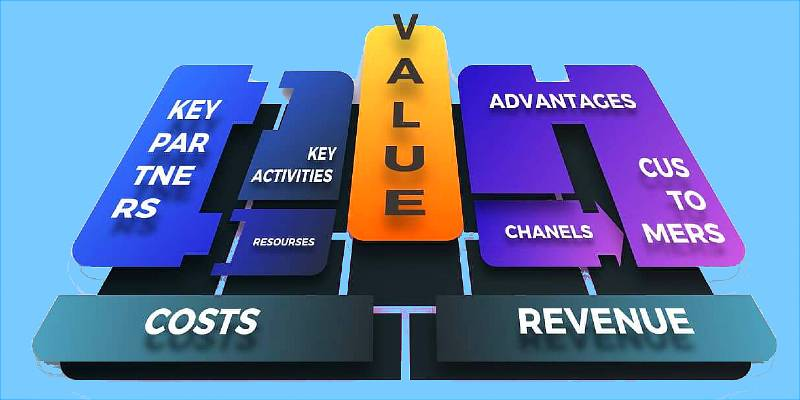 KEY
PAR
TNE
RS
KEY
ACTIVITIES
RESOURSES
V
A
L
U
E
ADVANTAGES
CHANELS
CUS
TO
MERS
COSTS
REVENUE